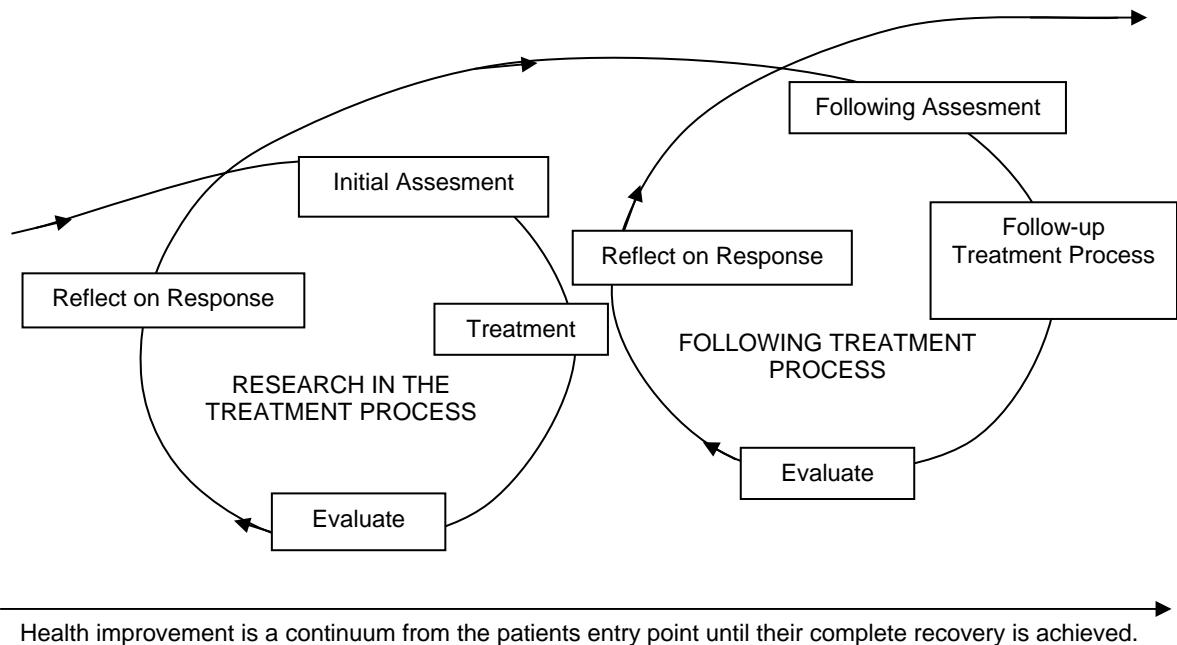 Initial Assesment
Treatment
Evaluate
Reflect on Response
RESEARCH IN THE
TREATMENT PROCESS
Following Assesment
Follow-up
Treatment Process
Evaluate
Reflect on Response
FOLLOWING TREATMENT
PROCESS
Health improvement is a continuum from the patients entry point until their complete recovery is achieved.